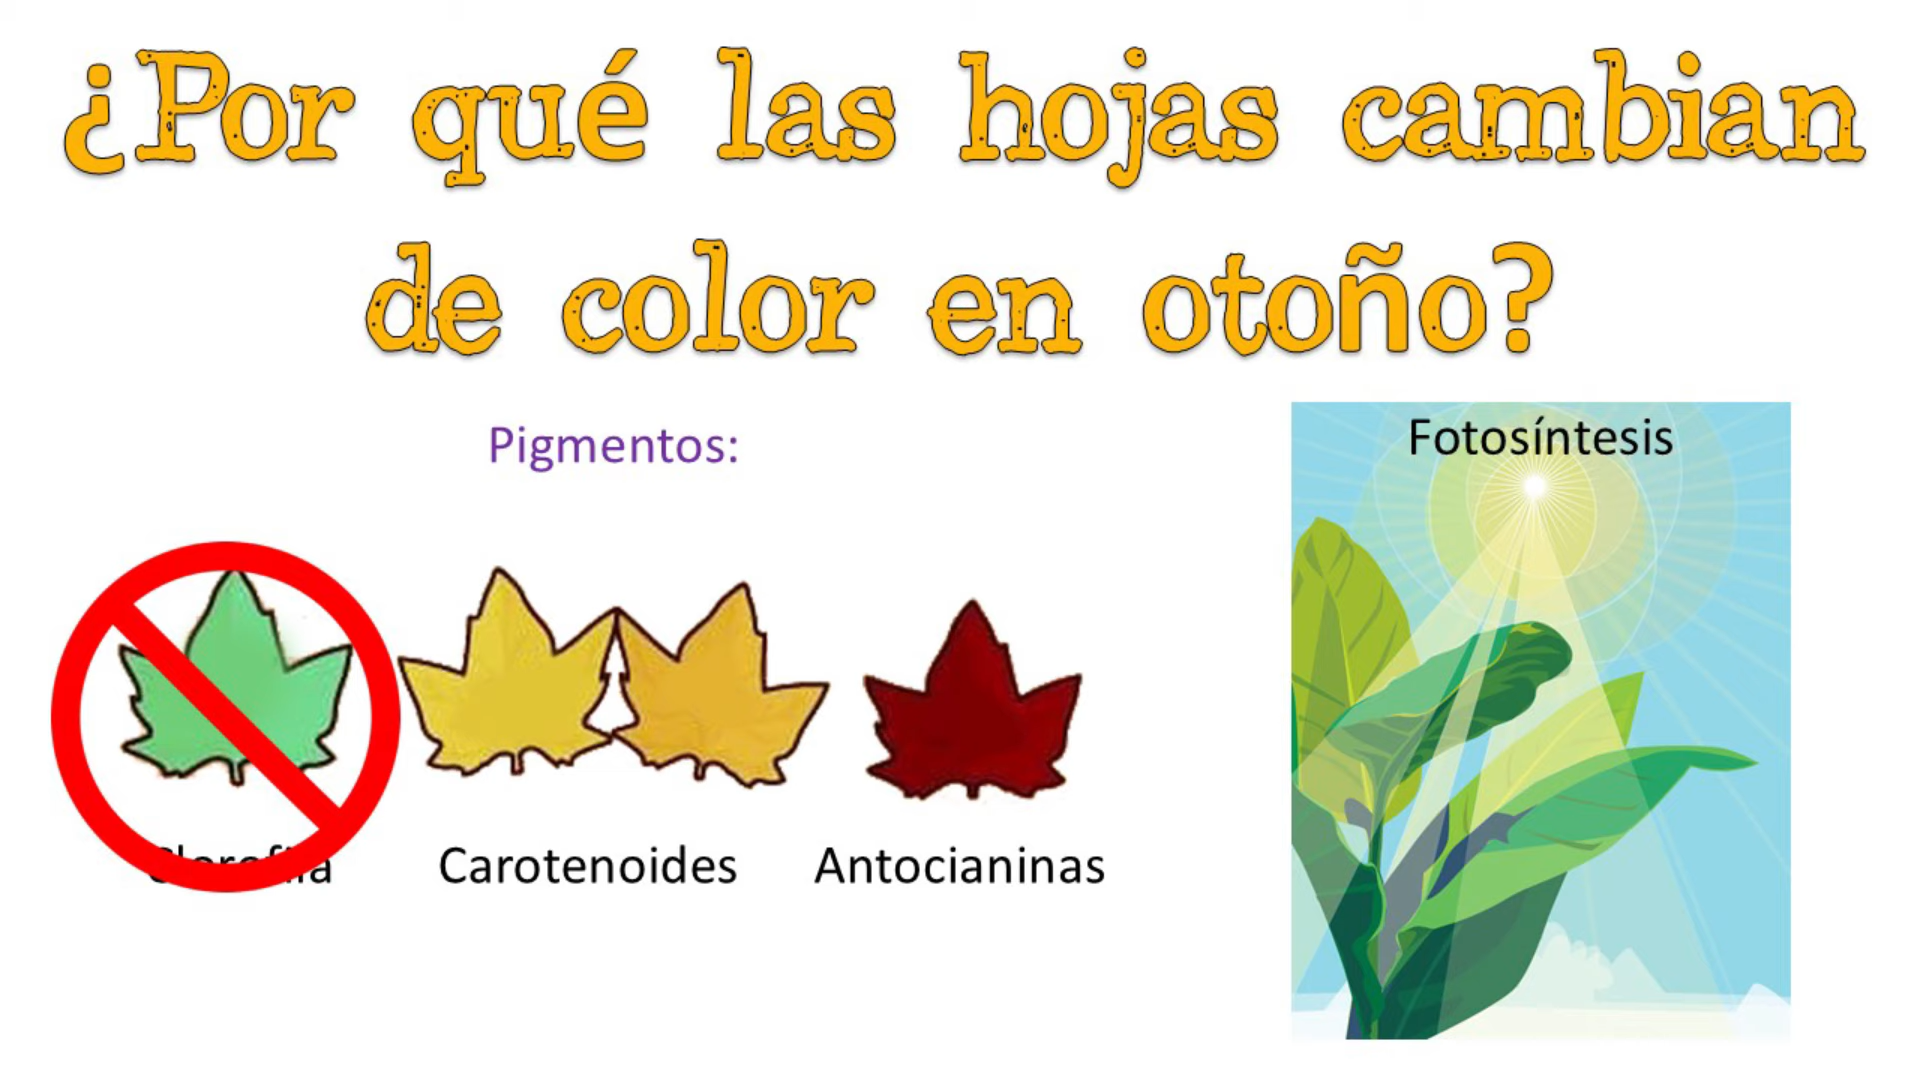 ¿Por qué las hojas cambian
de color en otoño?
Pigmentos:
Fotosíntesis
Carotenoides
Antocianinas